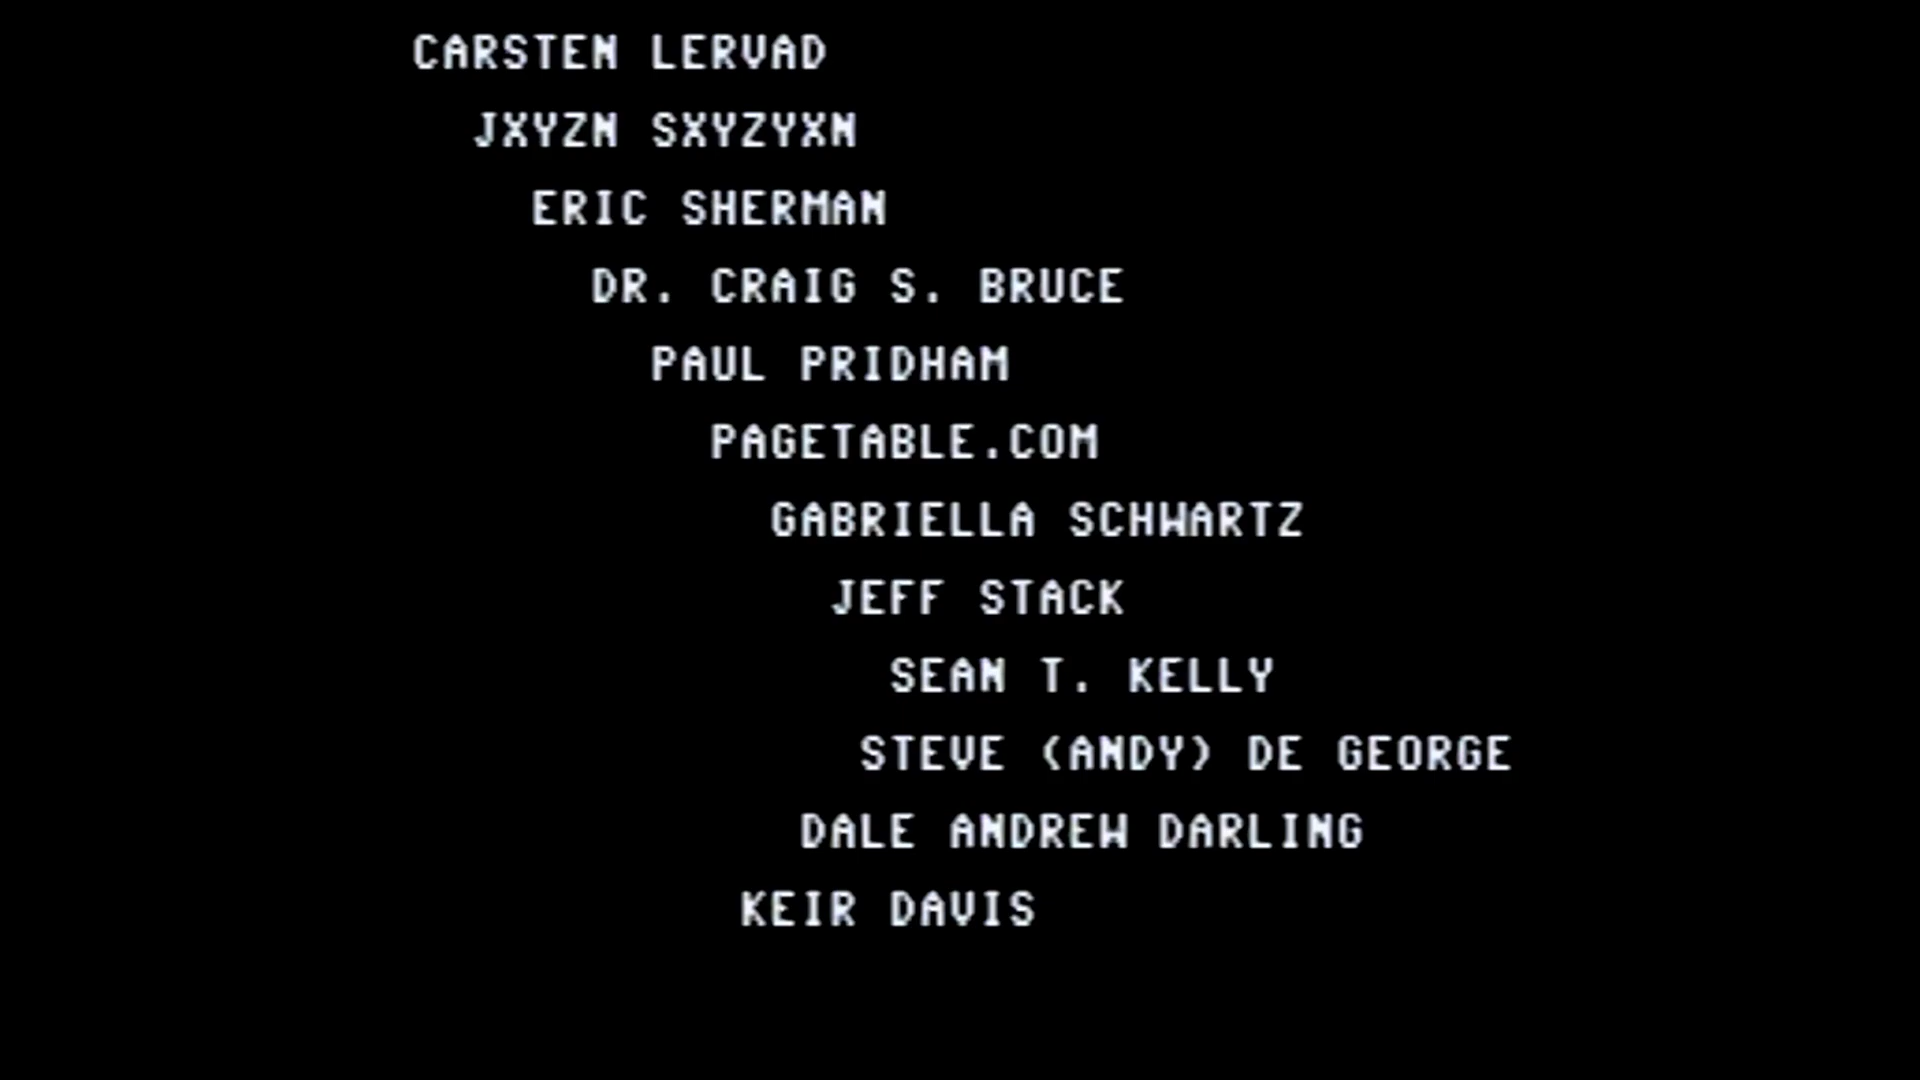 CARSTEN LERVAD
JXYZN SXYZYXN
ERIC SHERMAN
DR. CRAIG S. BRUCE
PAUL PRIDHAM
PAGETABLE.COM
GABRIELLA SCHWARTZ
JEFF STACK
SEAN T. KELLY
STEVE (ANDY) DE GEORGE
DALE ANDREW DARLING
KEIR DAVIS